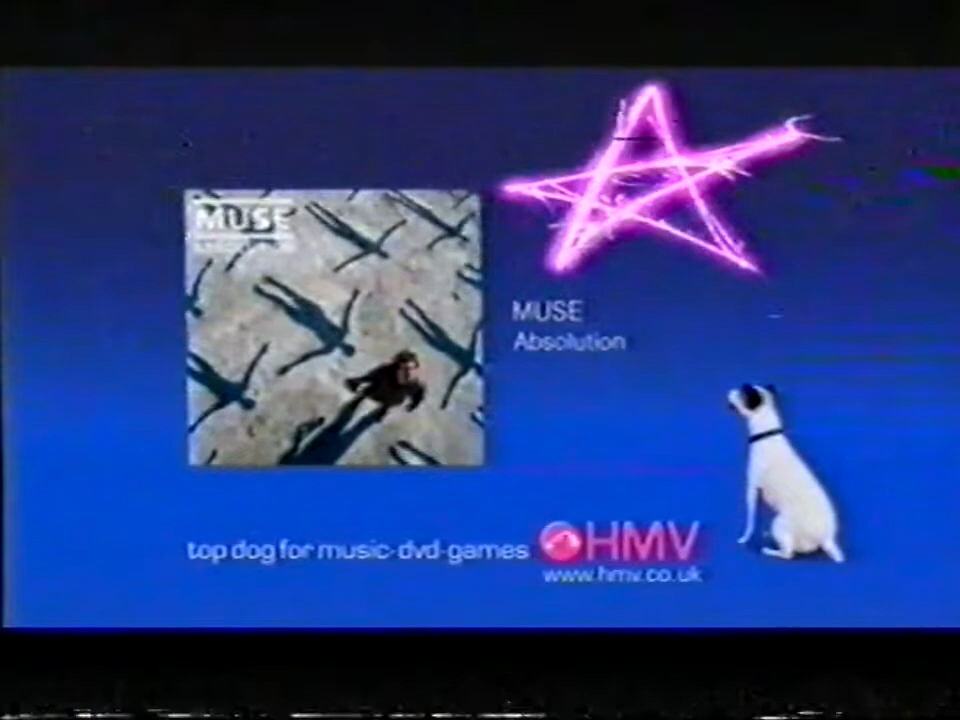 MUSE
MUSE
Absolution
top dog for music-dvd-games
HMV
www.hmv.co.uk